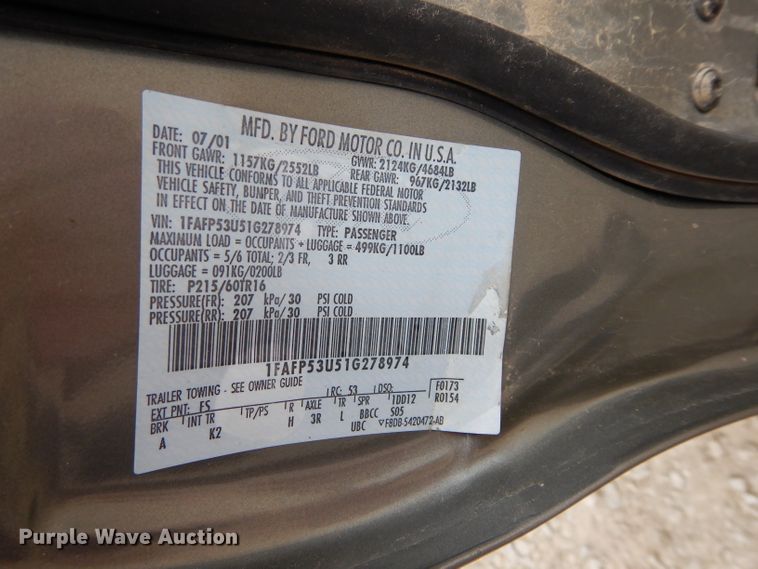 MFD. BY FORD MOTOR CO. IN U.S.A.
DATE: 07/01 GVWR: 2124KG/4684LB
FRONT GAWR: 1157KG/2552LB REAR GAWR: 967KG/2132LB
THIS VEHICLE CONFORMS TO ALL APPLICABLE FEDERAL MOTOR
VEHICLE SAFETY, BUMPER, AND THEFT PREVENTION STANDARDS
IN EFFECT ON THE DATE OF MANUFACTURE SHOWN ABOVE.
VIN: 1FAFP53U51G278974 TYPE: PASSENGER
MAXIMUM LOAD = OCCUPANTS + LUGGAGE = 499KG/1100LB
OCCUPANTS = 5/6 TOTAL; 2/3 FR, 3 RR
LUGGAGE = 091KG/0200LB
TIRE: P215/60TR16
PRESSURE(FR): 207 kPa/30 PSI COLD
PRESSURE(RR): 207 kPa/30 PSI COLD
1FAFP53U51G278974
TRAILER TOWING - SEE OWNER GUIDE
EXT PNT: FS RC: 53 DSO: F0173
BRK INT TR TP/PS R AXLE TR SPR 1DD12 R0154
A K2 H 3R L BBCC S05
UBC F8DB-5420472-AB
Purple Wave Auction